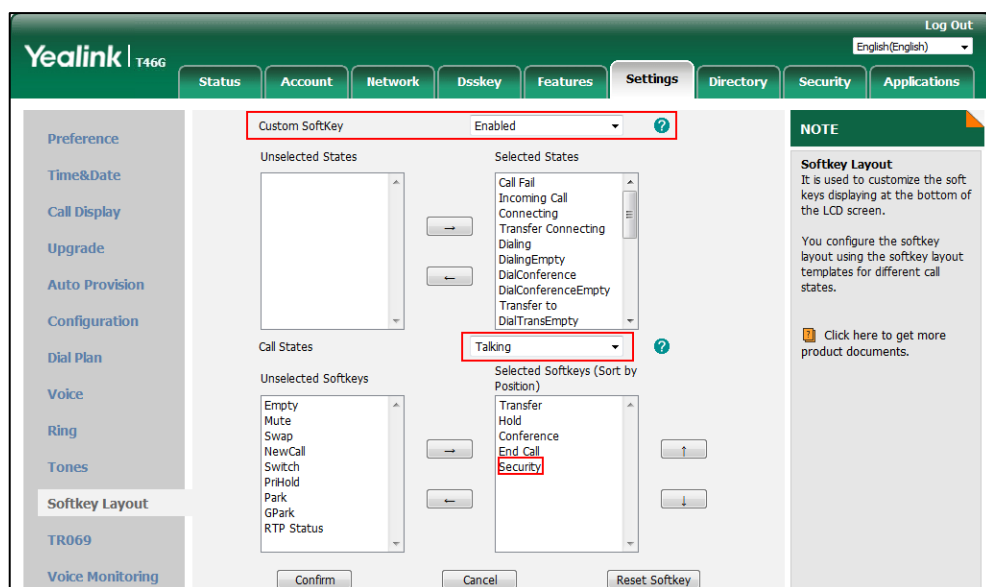 Log Out
Yealink T46G
English(English)
Status Account Network Dsskey Features Settings Directory Security Applications
Preference
Time&Date
Call Display
Upgrade
Auto Provision
Configuration
Dial Plan
Voice
Ring
Tones
Softkey Layout
TR069
Voice Monitoring
Custom SoftKey Enabled ?
Unselected States Selected States
Call Fail
Incoming Call
Connecting
Transfer Connecting
Dialing
DialingEmpty
DialConference
DialConferenceEmpty
Transfer to
DialTransEmpty
→
←
Call States Talking ?
Unselected Softkeys
Selected Softkeys (Sort by
Position)
Empty
Mute
Swap
NewCall
Switch
PriHold
Park
GPark
RTP Status
→
←
Transfer
Hold
Conference
End Call
Security
↑
↓
Confirm Cancel Reset Softkey
NOTE
Softkey Layout
It is used to customize the soft
keys displaying at the bottom of
the LCD screen.
You configure the softkey
layout using the softkey layout
templates for different call
states.
? Click here to get more
product documents.